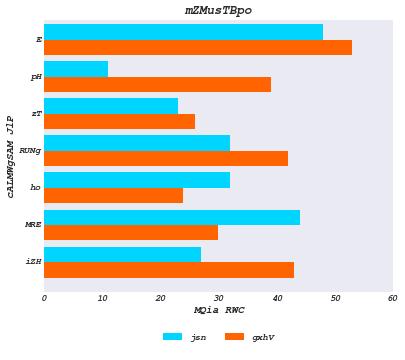 mZMusTBpo
cALMWgSAM JlP
E
pH
zT
RUNg
ho
MRE
iZH
0 10 20 30 40 50 60
MQia RWC
jsn gxhV